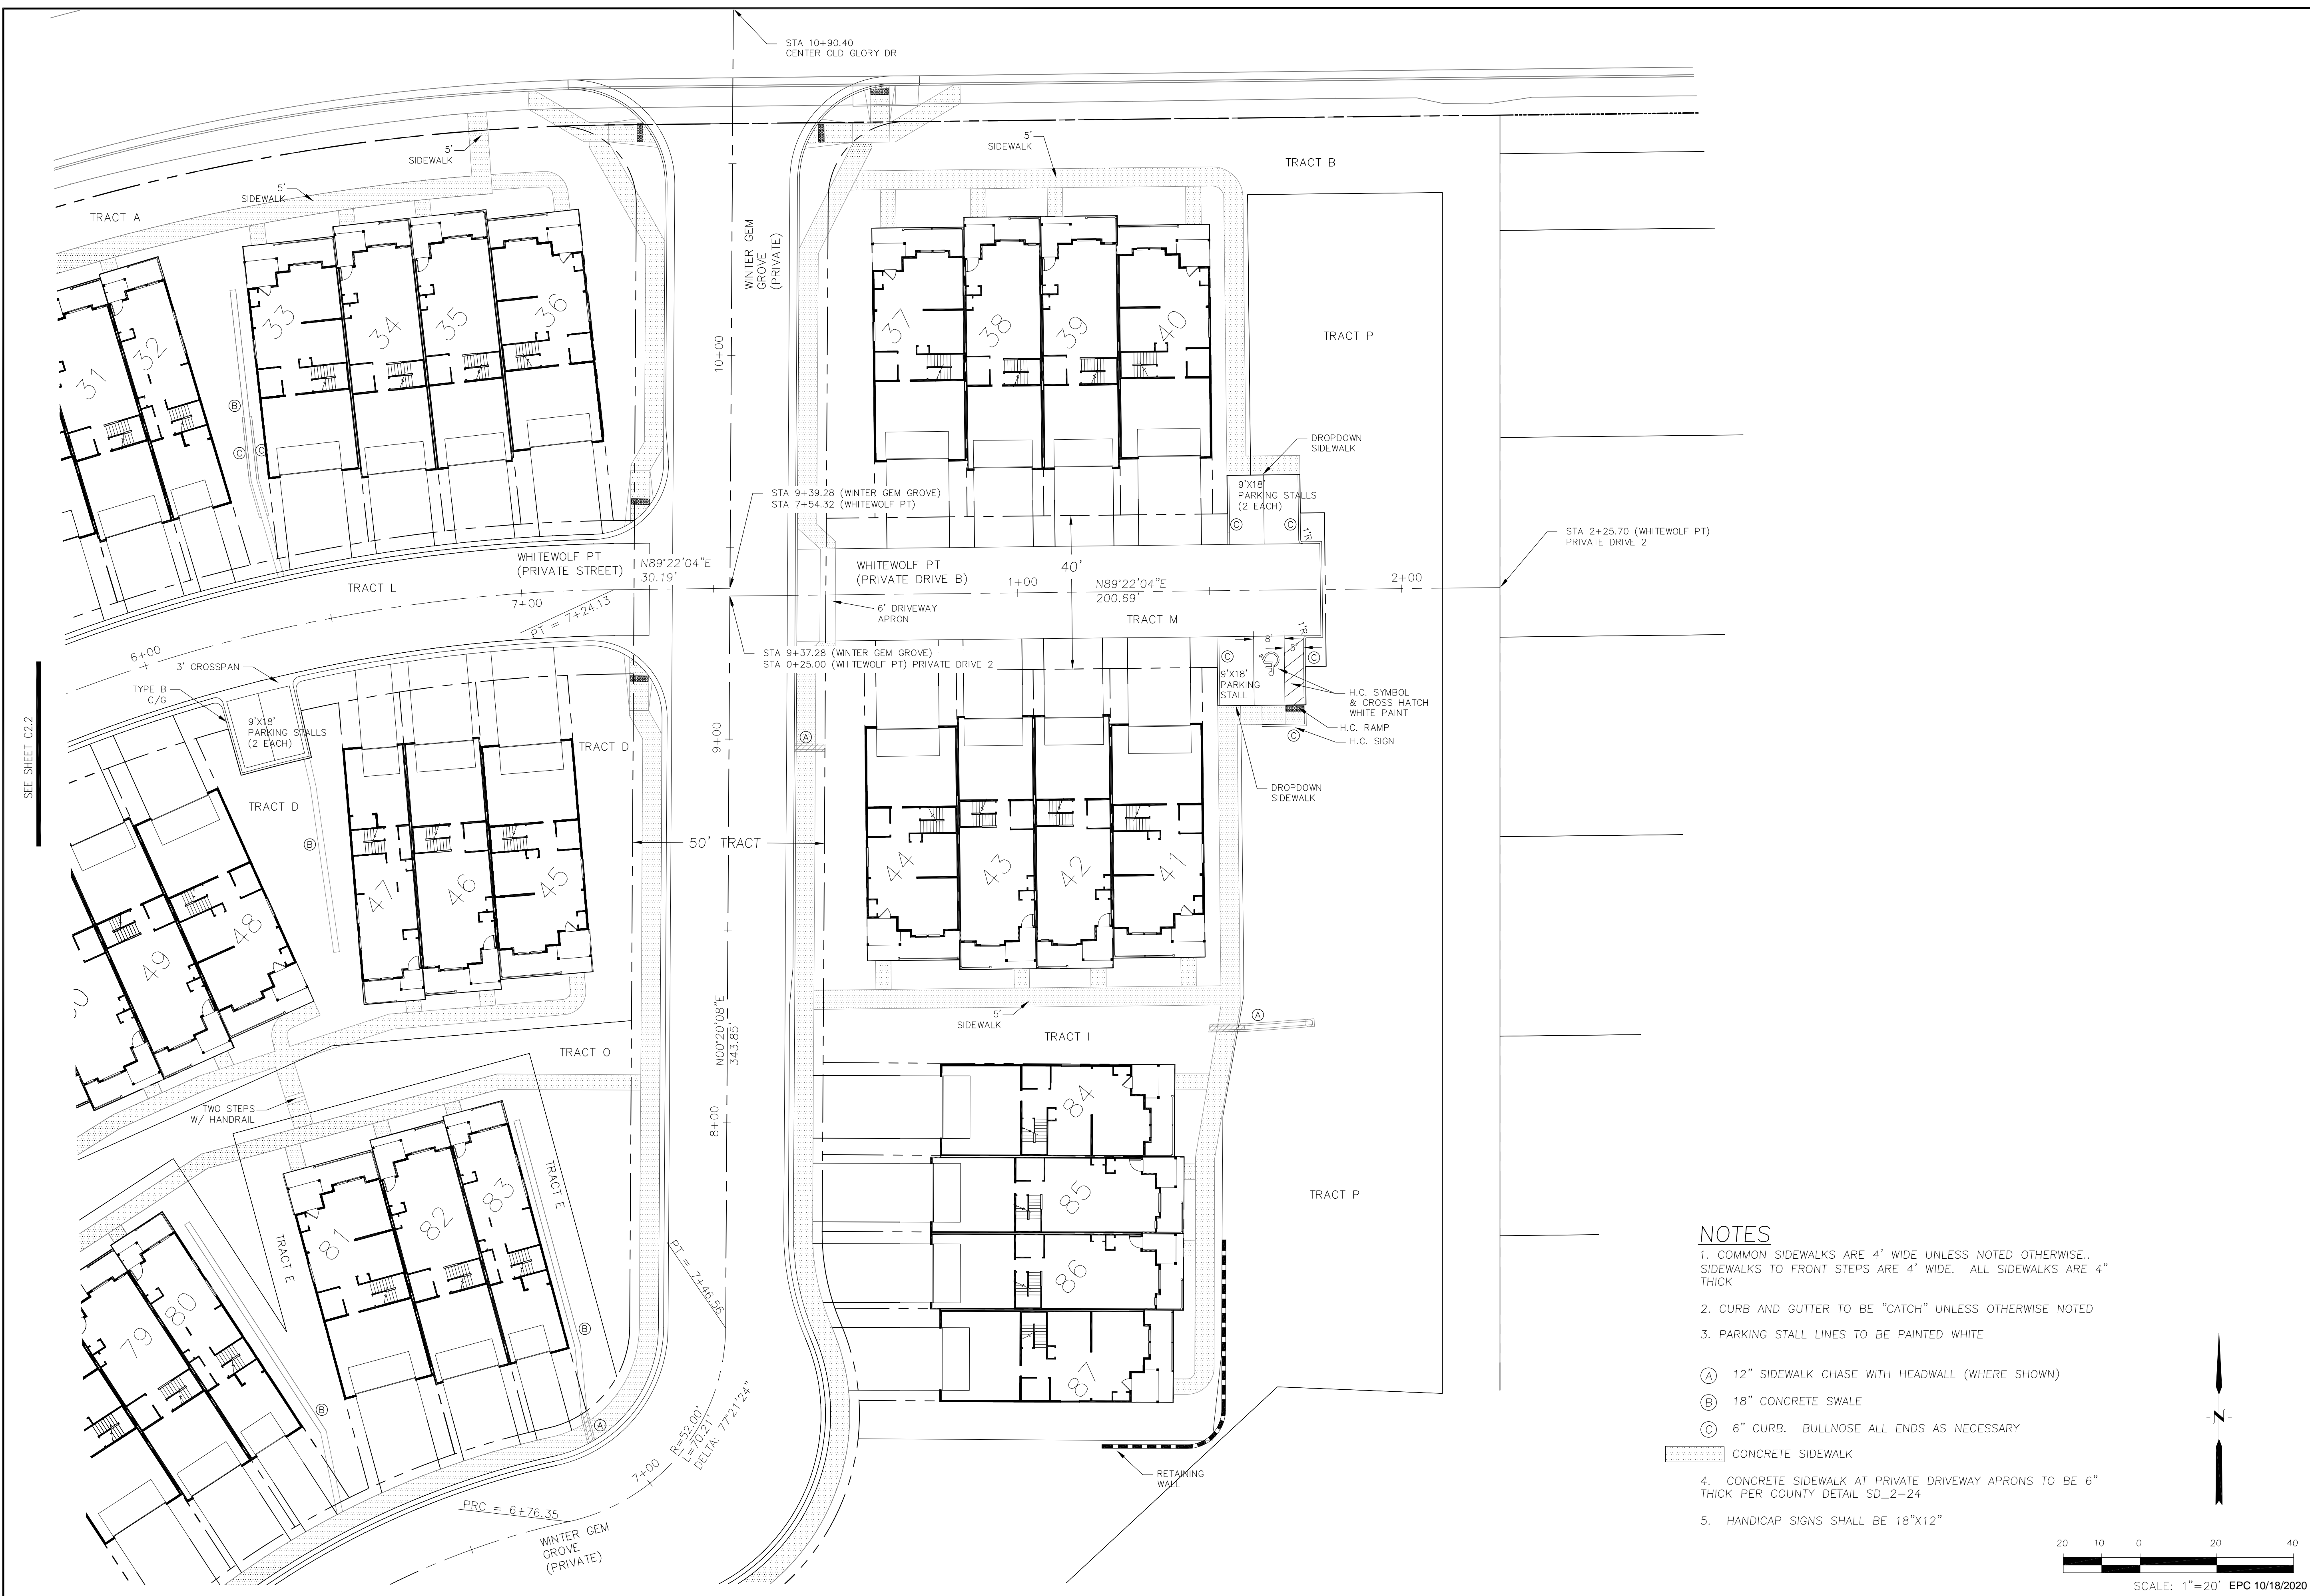 STA 10+90.40
CENTER OLD GLORY DR
5'
SIDEWALK
5'
SIDEWALK
5'
SIDEWALK
TRACT B
TRACT A
WINTER GEM
GROVE
(PRIVATE)
31
32
33
34
35
36
37
38
39
40
TRACT P
10+00
B
C
C
DROPDOWN
SIDEWALK
9'X18'
PARKING STALLS
(2 EACH)
C
C
1'R
STA 9+39.28 (WINTER GEM GROVE)
STA 7+54.32 (WHITEWOLF PT)
STA 2+25.70 (WHITEWOLF PT)
PRIVATE DRIVE 2
WHITEWOLF PT
(PRIVATE STREET)
N89°22'04"E
30.19'
WHITEWOLF PT
(PRIVATE DRIVE B)
40'
1+00
N89°22'04"E
200.69'
2+00
TRACT L
7+00
PT = 7+24.13
6' DRIVEWAY
APRON
TRACT M
6+00
3' CROSSPAN
STA 9+37.28 (WINTER GEM GROVE)
STA 0+25.00 (WHITEWOLF PT) PRIVATE DRIVE 2
8'
5'
1'R
C
9'X18'
PARKING
STALL
H.C. SYMBOL
& CROSS HATCH
WHITE PAINT
H.C. RAMP
H.C. SIGN
C
TYPE B
C/G
9'X18'
PARKING STALLS
(2 EACH)
SEE SHEET C2.2
TRACT D
TRACT D
A
9+00
DROPDOWN
SIDEWALK
B
50' TRACT
49
48
47
46
45
44
43
42
41
N00°20'08"E
343.85'
5'
SIDEWALK
A
TRACT I
TRACT O
TWO STEPS
W/ HANDRAIL
8+00
84
85
86
87
TRACT E
TRACT E
81
82
83
79
80
TRACT P
PT = 7+46.56
B
B
A
R=52.00'
L=70.21'
DELTA: 77°21'24"
7+00
PRC = 6+76.35
WINTER GEM
GROVE
(PRIVATE)
RETAINING
WALL
NOTES
1. COMMON SIDEWALKS ARE 4' WIDE UNLESS NOTED OTHERWISE..
SIDEWALKS TO FRONT STEPS ARE 4' WIDE. ALL SIDEWALKS ARE 4"
THICK
2. CURB AND GUTTER TO BE "CATCH" UNLESS OTHERWISE NOTED
3. PARKING STALL LINES TO BE PAINTED WHITE
A 12" SIDEWALK CHASE WITH HEADWALL (WHERE SHOWN)
B 18" CONCRETE SWALE
C 6" CURB. BULLNOSE ALL ENDS AS NECESSARY
CONCRETE SIDEWALK
4. CONCRETE SIDEWALK AT PRIVATE DRIVEWAY APRONS TO BE 6"
THICK PER COUNTY DETAIL SD_2-24
5. HANDICAP SIGNS SHALL BE 18"X12"
N
20 10 0 20 40
SCALE: 1"=20' EPC 10/18/2020